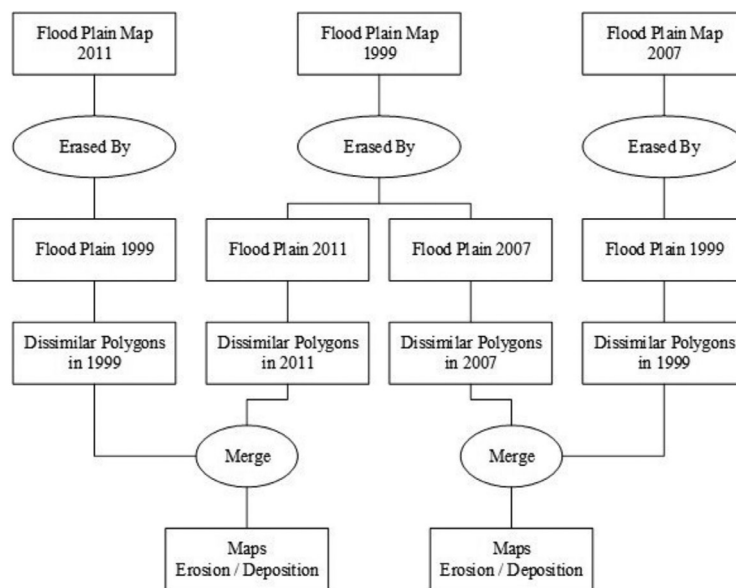 Flood Plain Map
2011
Flood Plain Map
1999
Flood Plain Map
2007
Erased By
Erased By
Erased By
Flood Plain 1999
Flood Plain 2011
Flood Plain 2007
Flood Plain 1999
Dissimilar Polygons
in 1999
Dissimilar Polygons
in 2011
Dissimilar Polygons
in 2007
Dissimilar Polygons
in 1999
Merge
Merge
Maps
Erosion / Deposition
Maps
Erosion / Deposition